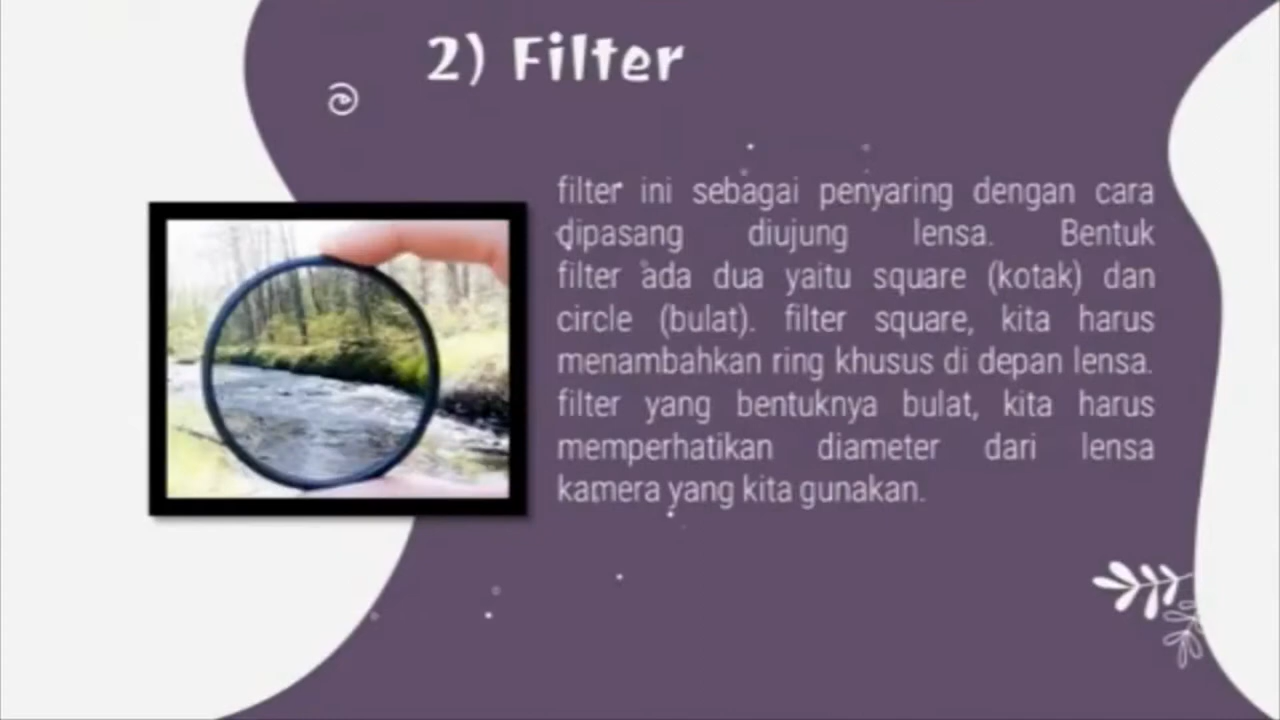 2) Filter
filter ini sebagai penyaring dengan cara
dipasang diujung lensa. Bentuk
filter ada dua yaitu square (kotak) dan
circle (bulat). filter square, kita harus
menambahkan ring khusus di depan lensa.
filter yang bentuknya bulat, kita harus
memperhatikan diameter dari lensa
kamera yang kita gunakan.